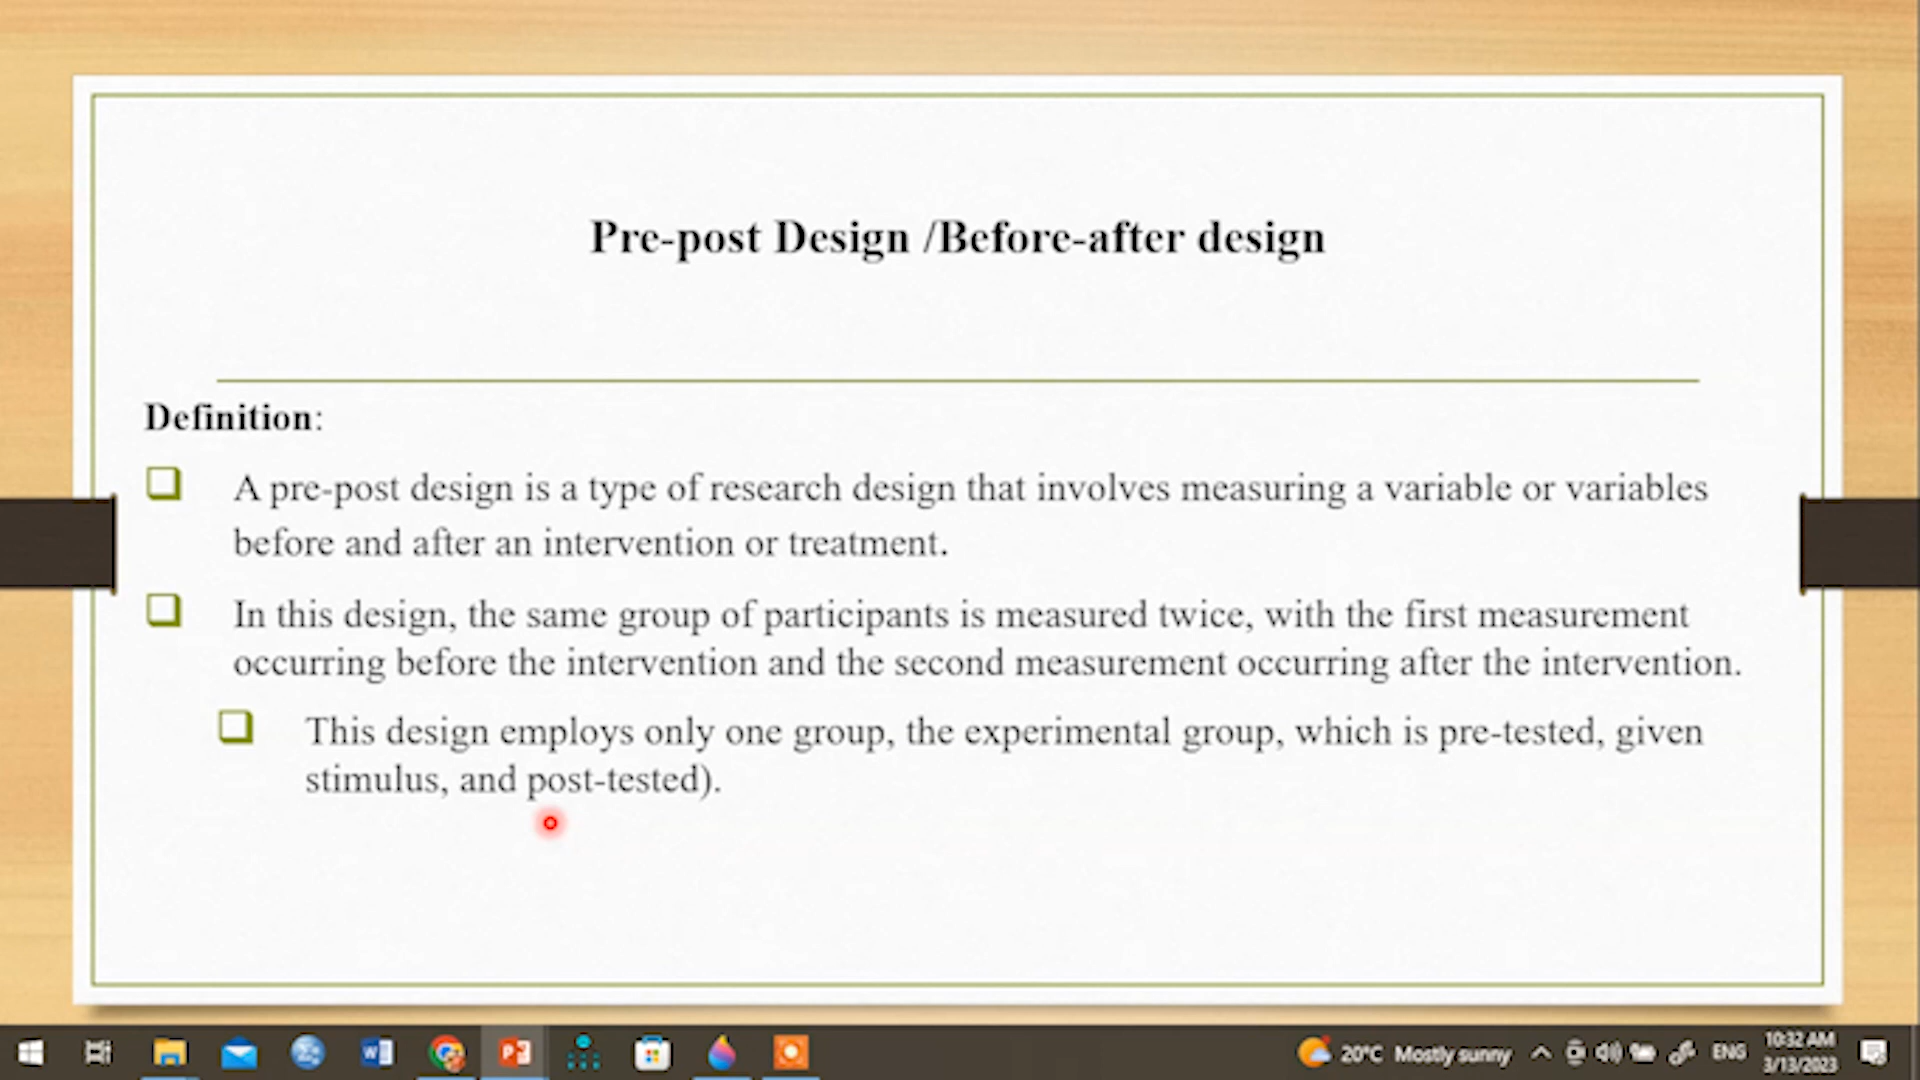 Pre-post Design /Before-after design
Definition:
A pre-post design is a type of research design that involves measuring a variable or variables
before and after an intervention or treatment.
In this design, the same group of participants is measured twice, with the first measurement
occurring before the intervention and the second measurement occurring after the intervention.
This design employs only one group, the experimental group, which is pre-tested, given
stimulus, and post-tested).
20°C Mostly sunny
ENG
10:32 AM
3/13/2023